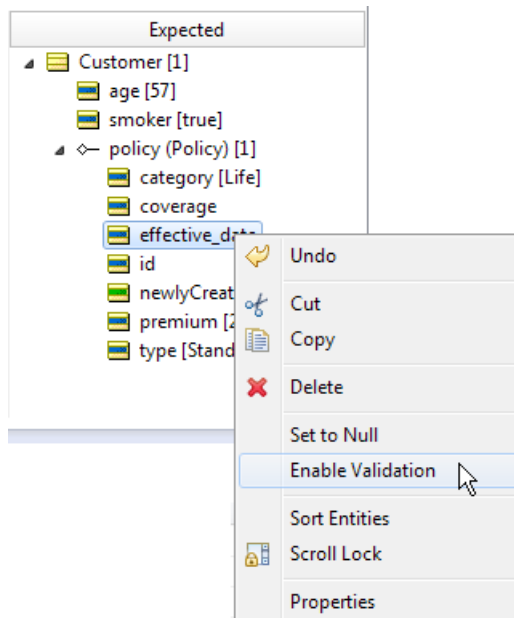 Expected
Customer [1]
age [57]
smoker [true]
policy (Policy) [1]
category [Life]
coverage
effective_date
id
newlyCreat
premium [2
type [Stand
Undo
Cut
Copy
Delete
Set to Null
Enable Validation
Sort Entities
Scroll Lock
Properties